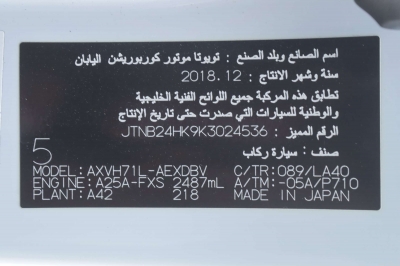 اسم الصانع وبلد الصنع : تويوتا موتور كوربوريشن اليابان
سنة وشهر الانتاج : 2018.12
تطابق هذه المركبة جميع اللوائح الفنية الخليجية
والوطنية للسيارات التي صدرت حتى تاريخ الإنتاج
الرقم المميز : JTNB24HK9K3024536
صنف : سيارة ركاب
5
MODEL: AXVH71L-AEXDBV C/TR: 089/LA40
ENGINE: A25A-FXS 2487mL A/TM: -05A/P710
PLANT: A42 218 MADE IN JAPAN